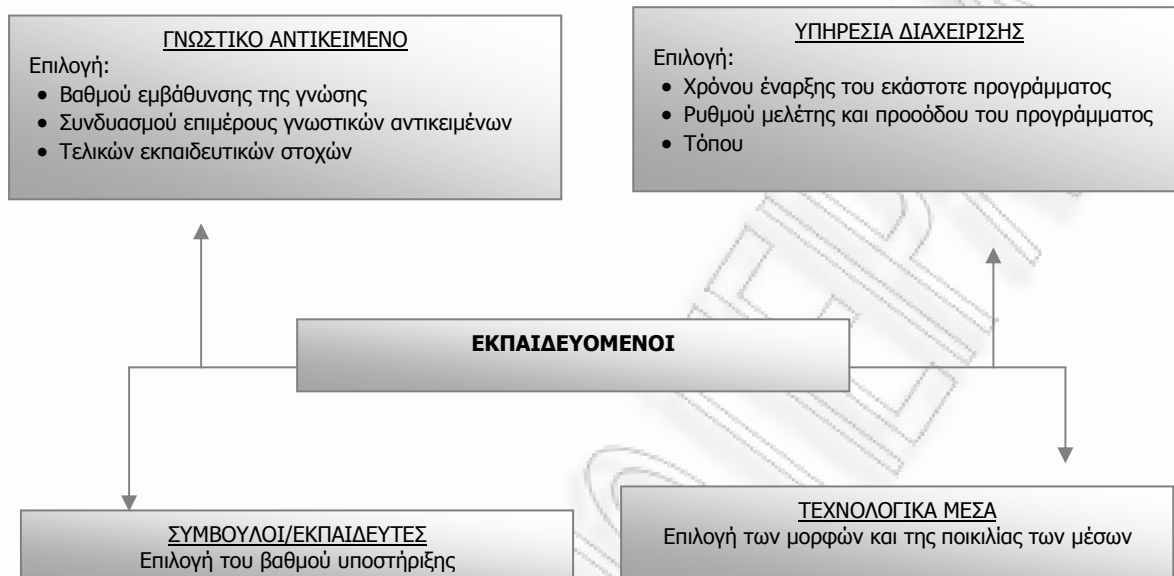 ΓΝΩΣΤΙΚΟ ΑΝΤΙΚΕΙΜΕΝΟ
Επιλογή:
• Βαθμού εμβάθυνσης της γνώσης
• Συνδυασμού επιμέρους γνωστικών αντικειμένων
• Τελικών εκπαιδευτικών στοχών
ΥΠΗΡΕΣΙΑ ΔΙΑΧΕΙΡΙΣΗΣ
Επιλογή:
• Χρόνου έναρξης του εκάστοτε προγράμματος
• Ρυθμού μελέτης και προοόδου του προγράμματος
• Τόπου
ΕΚΠΑΙΔΕΥΟΜΕΝΟΙ
ΣΥΜΒΟΥΛΟΙ/ΕΚΠΑΙΔΕΥΤΕΣ
Επιλογή του βαθμού υποστήριξης
ΤΕΧΝΟΛΟΓΙΚΑ ΜΕΣΑ
Επιλογή των μορφών και της ποικιλίας των μέσων